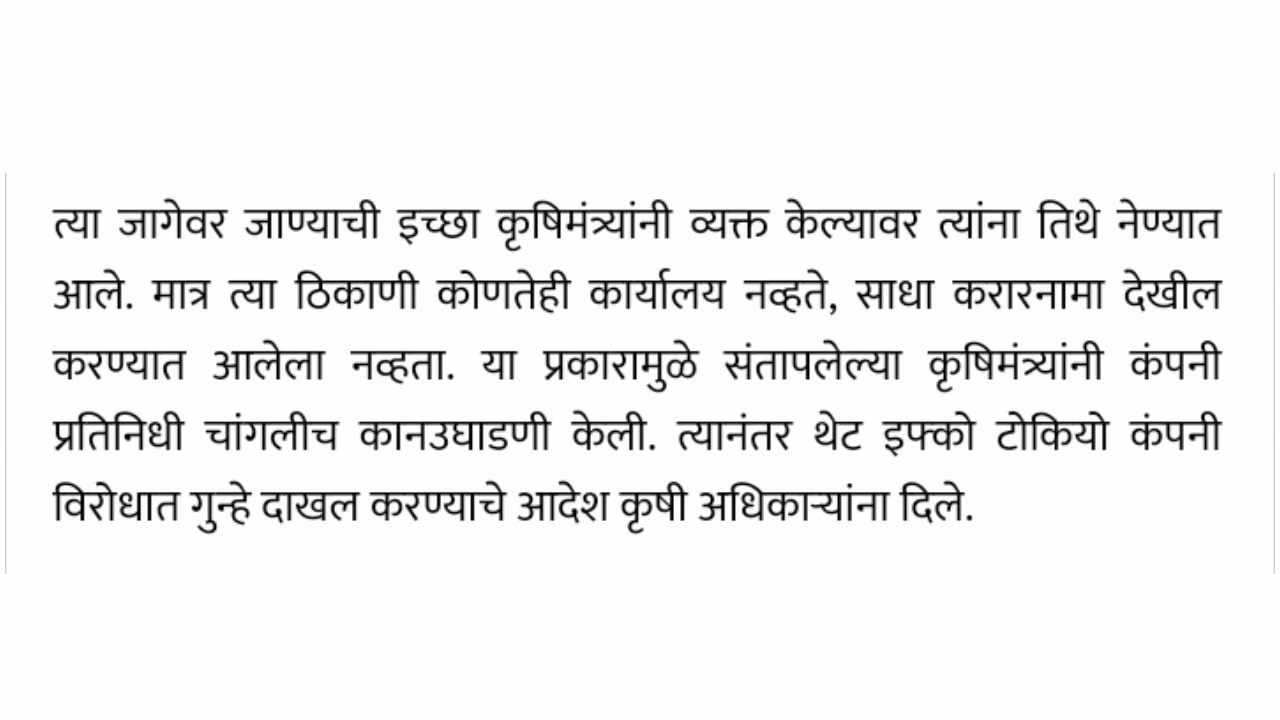 त्या जागेवर जाण्याची इच्छा कृषिमंत्र्यांनी व्यक्त केल्यावर त्यांना तिथे नेण्यात
आले. मात्र त्या ठिकाणी कोणतेही कार्यालय नव्हते, साधा करारनामा देखील
करण्यात आलेला नव्हता. या प्रकारामुळे संतापलेल्या कृषिमंत्र्यांनी कंपनी
प्रतिनिधी चांगलीच कानउघाडणी केली. त्यानंतर थेट इफ्को टोकियो कंपनी
विरोधात गुन्हे दाखल करण्याचे आदेश कृषी अधिकाऱ्यांना दिले.